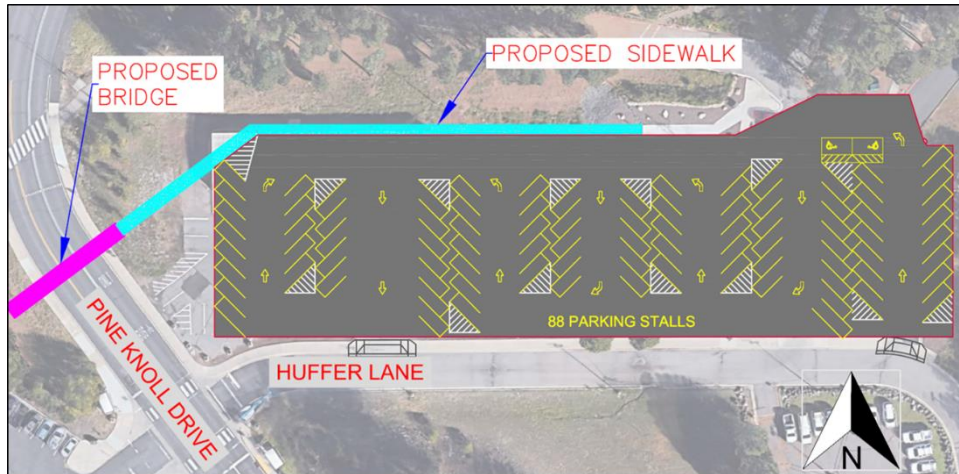 PROPOSED
BRIDGE
PROPOSED SIDEWALK
88 PARKING STALLS
HUFFER LANE
PINE KNOLL DRIVE
N